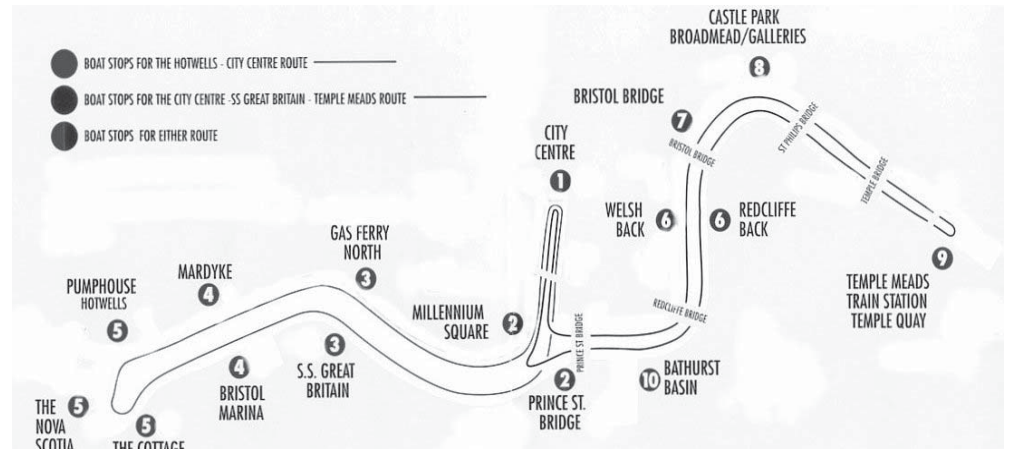 BOAT STOPS FOR THE HOTWELLS - CITY CENTRE ROUTE
BOAT STOPS FOR THE CITY CENTRE -SS GREAT BRITAIN - TEMPLE MEADS ROUTE
BOAT STOPS FOR EITHER ROUTE
CASTLE PARK
BROADMEAD/GALLERIES
8
BRISTOL BRIDGE
7
BRISTOL BRIDGE
ST PHILIPS BRIDGE
TEMPLE BRIDGE
CITY
CENTRE
1
WELSH
BACK
6
6
REDCLIFFE
BACK
9
TEMPLE MEADS
TRAIN STATION
TEMPLE QUAY
GAS FERRY
NORTH
3
MARDYKE
4
PUMPHOUSE
HOTWELLS
5
MILLENNIUM
SQUARE
2
REDCLIFFE BRIDGE
PRINCE ST BRIDGE
3
S.S. GREAT
BRITAIN
4
BRISTOL
MARINA
2
PRINCE ST.
BRIDGE
10
BATHURST
BASIN
THE
NOVA
SCOTIA
5
5
THE COTTAGE